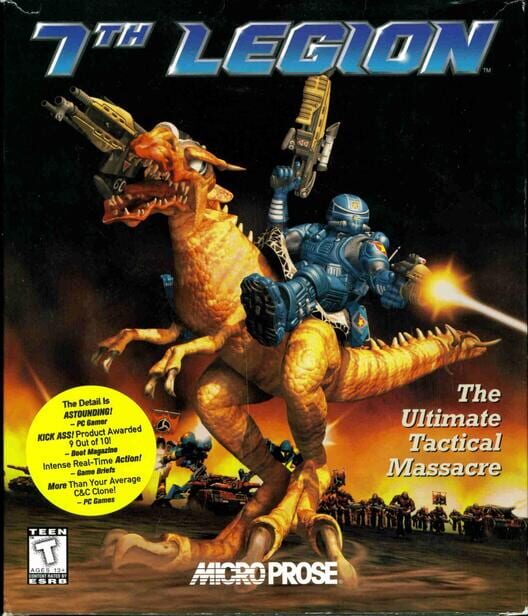 7TH LEGION™
The
Ultimate
Tactical
Massacre
The Detail Is
ASTOUNDING!
– PC Gamer
KICK ASS! Product Awarded
9 Out of 10!
– Boot Magazine
Intense Real-Time Action!
– Game Briefs
More Than Your Average
C&C Clone!
– PC Games
TEEN
T
AGES 13+
CONTENT RATED BY
ESRB
MICROPROSE